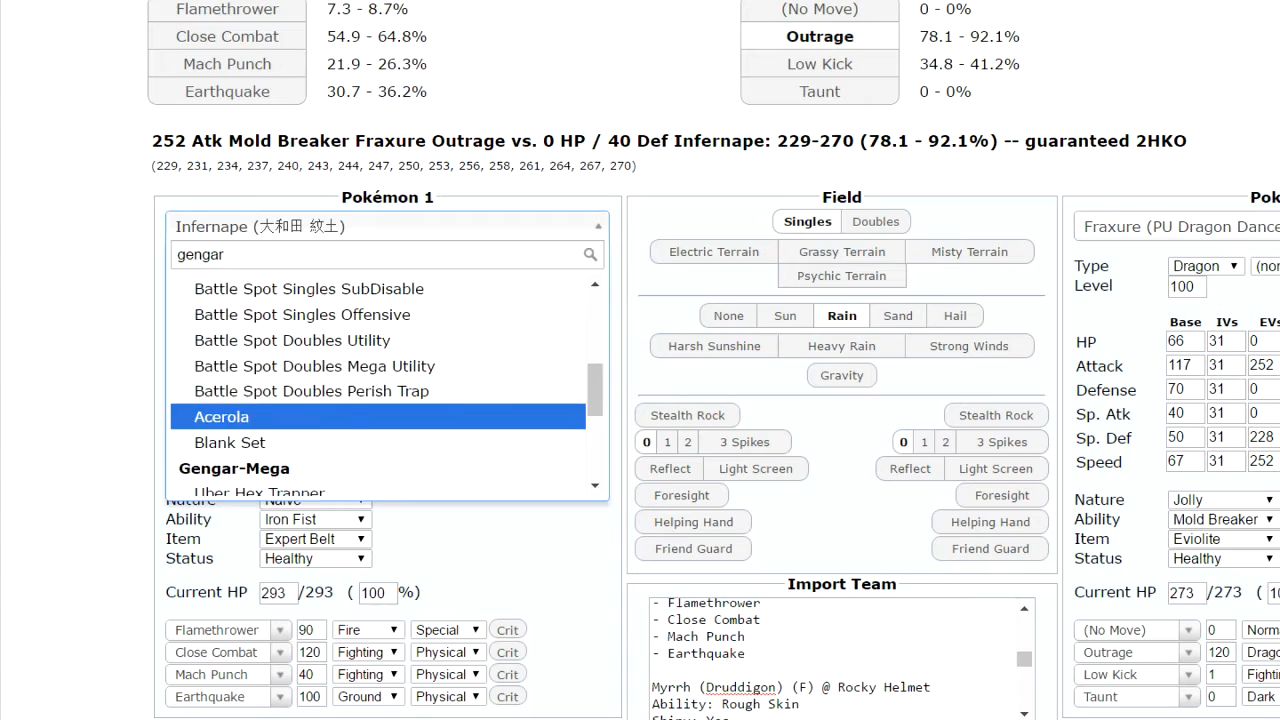 Flamethrower 7.3 - 8.7% (No Move) 0 - 0%
Close Combat 54.9 - 64.8% Outrage 78.1 - 92.1%
Mach Punch 21.9 - 26.3% Low Kick 34.8 - 41.2%
Earthquake 30.7 - 36.2% Taunt 0 - 0%
252 Atk Mold Breaker Fraxure Outrage vs. 0 HP / 40 Def Infernape: 229-270 (78.1 - 92.1%) -- guaranteed 2HKO
(229, 231, 234, 237, 240, 243, 244, 247, 250, 253, 256, 258, 261, 264, 267, 270)
Pokémon 1
Infernape (大和田 紋土)
gengar
Battle Spot Singles SubDisable
Battle Spot Singles Offensive
Battle Spot Doubles Utility
Battle Spot Doubles Mega Utility
Battle Spot Doubles Perish Trap
Acerola
Blank Set
Gengar-Mega
Uber Hex Trapper
Nature Naive
Ability Iron Fist
Item Expert Belt
Status Healthy
Current HP 293 /293 ( 100 %)
Flamethrower 90 Fire Special Crit
Close Combat 120 Fighting Physical Crit
Mach Punch 40 Fighting Physical Crit
Earthquake 100 Ground Physical Crit
Field
Singles Doubles
Electric Terrain Grassy Terrain Misty Terrain
Psychic Terrain
None Sun Rain Sand Hail
Harsh Sunshine Heavy Rain Strong Winds
Gravity
Stealth Rock Stealth Rock
0 1 2 3 Spikes 0 1 2 3 Spikes
Reflect Light Screen Reflect Light Screen
Foresight Foresight
Helping Hand Helping Hand
Friend Guard Friend Guard
Import Team
- Flamethrower
- Close Combat
- Mach Punch
- Earthquake
Myrrh (Druddigon) (F) @ Rocky Helmet
Ability: Rough Skin
Shiny: Yes
Pok
Fraxure (PU Dragon Dance
Type Dragon (no
Level 100
Base IVs EVs
HP 66 31 0
Attack 117 31 252
Defense 70 31 0
Sp. Atk 40 31 0
Sp. Def 50 31 228
Speed 67 31 252
Nature Jolly
Ability Mold Breaker
Item Eviolite
Status Healthy
Current HP 273 /273 ( 10
(No Move) 0 Norm
Outrage 120 Drag
Low Kick 1 Fighti
Taunt 0 Dark